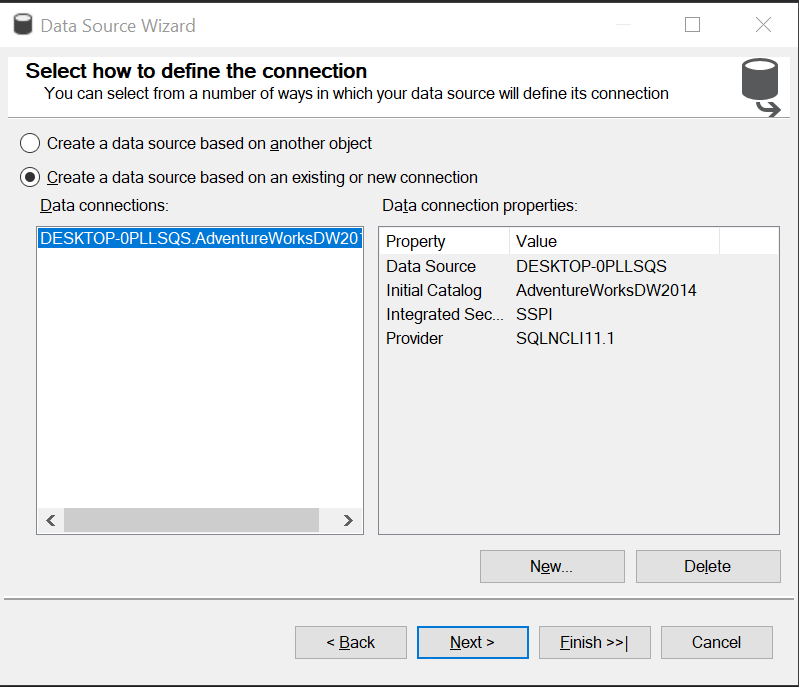 Data Source Wizard
Select how to define the connection
You can select from a number of ways in which your data source will define its connection
Create a data source based on another object
Create a data source based on an existing or new connection
Data connections:
DESKTOP-0PLLSQS.AdventureWorksDW201
Data connection properties:
Property Value
Data Source DESKTOP-0PLLSQS
Initial Catalog AdventureWorksDW2014
Integrated Sec... SSPI
Provider SQLNCLI11.1
New... Delete
< Back Next > Finish >>| Cancel